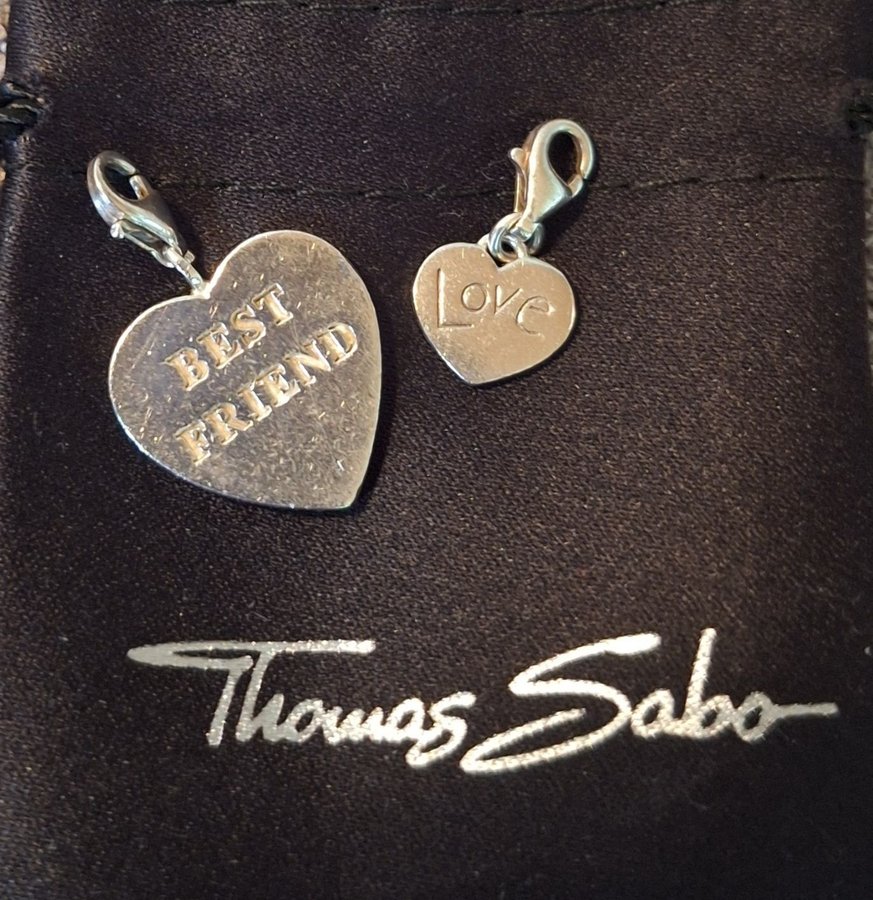 BEST
FRIEND
Love
Thomas Sabo